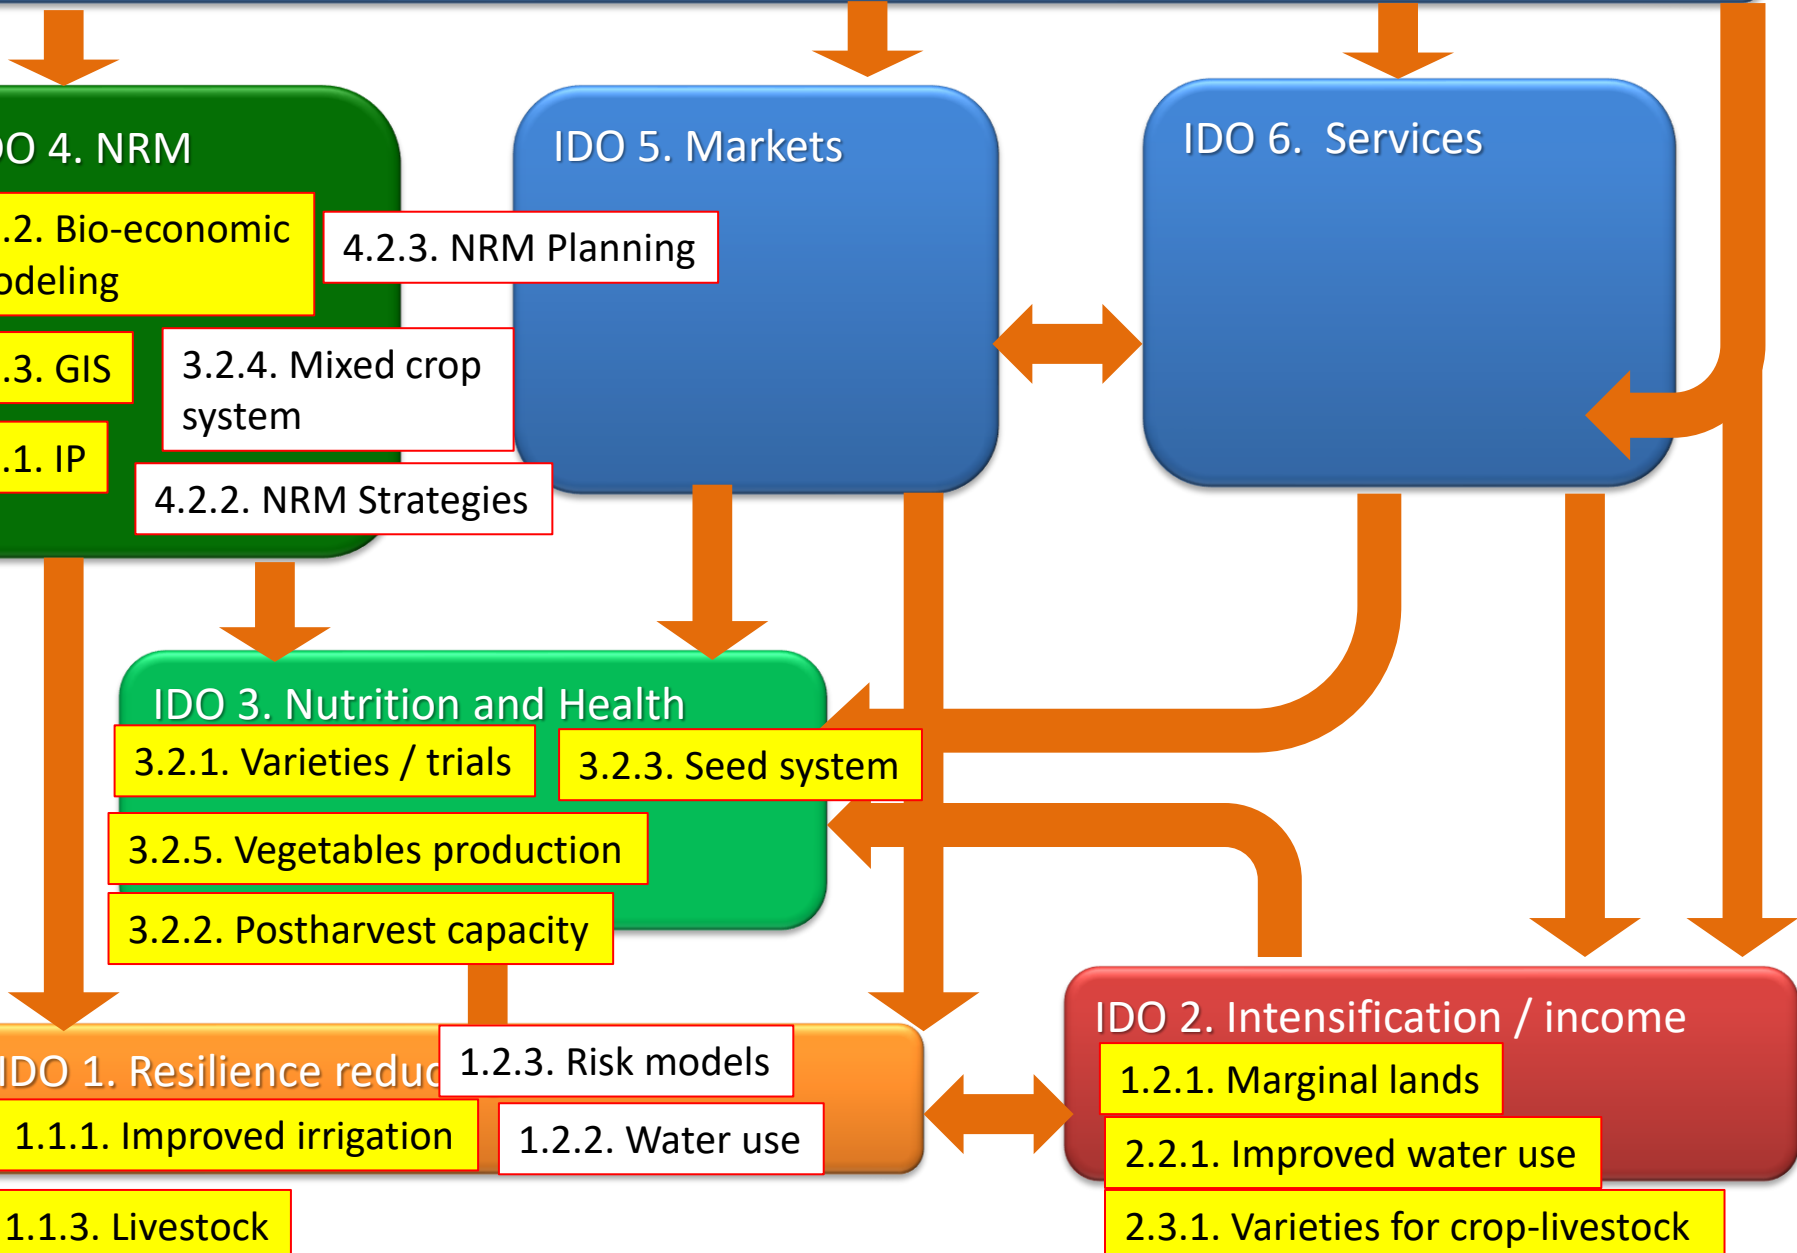 DO 4. NRM
IDO 5. Markets
IDO 6. Services
.2. Bio-economic
odeling
4.2.3. NRM Planning
.3. GIS
3.2.4. Mixed crop
system
.1. IP
4.2.2. NRM Strategies
IDO 3. Nutrition and Health
3.2.1. Varieties / trials
3.2.3. Seed system
3.2.5. Vegetables production
3.2.2. Postharvest capacity
IDO 1. Resilience reduc
1.2.3. Risk models
1.1.1. Improved irrigation
1.2.2. Water use
1.1.3. Livestock
IDO 2. Intensification / income
1.2.1. Marginal lands
2.2.1. Improved water use
2.3.1. Varieties for crop-livestock